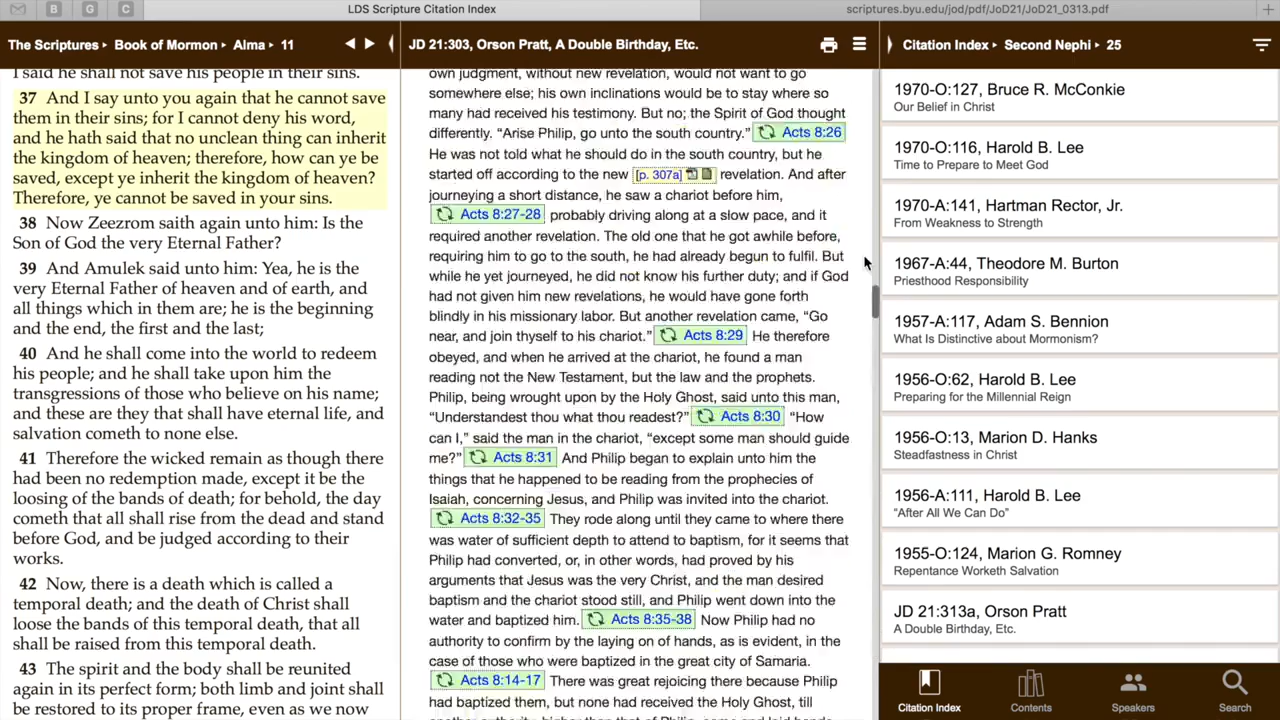 B
G
C
LDS Scripture Citation Index
scriptures.byu.edu/jod/pdf/JoD21/JoD21_0313.pdf
The Scriptures▸ Book of Mormon▸ Alma▸ 11
I said he shall not save his people in their sins.
37 And I say unto you again that he cannot save
them in their sins; for I cannot deny his word,
and he hath said that no unclean thing can inherit
the kingdom of heaven; therefore, how can ye be
saved, except ye inherit the kingdom of heaven?
Therefore, ye cannot be saved in your sins.
38 Now Zeezrom saith again unto him: Is the
Son of God the very Eternal Father?
39 And Amulek said unto him: Yea, he is the
very Eternal Father of heaven and of earth, and
all things which in them are; he is the beginning
and the end, the first and the last;
40 And he shall come into the world to redeem
his people; and he shall take upon him the
transgressions of those who believe on his name;
and these are they that shall have eternal life, and
salvation cometh to none else.
41 Therefore the wicked remain as though there
had been no redemption made, except it be the
loosing of the bands of death; for behold, the day
cometh that all shall rise from the dead and stand
before God, and be judged according to their
works.
42 Now, there is a death which is called a
temporal death; and the death of Christ shall
loose the bands of this temporal death, that all
shall be raised from this temporal death.
43 The spirit and the body shall be reunited
again in its perfect form; both limb and joint shall
be restored to its proper frame, even as we now
JD 21:303, Orson Pratt, A Double Birthday, Etc.
own judgment, without new revelation, would not want to go
somewhere else; his own inclinations would be to stay where so
many had received his testimony. But no; the Spirit of God thought
differently. “Arise Philip, go unto the south country.” Acts 8:26
He was not told what he should do in the south country, but he
started off according to the new [p. 307a] revelation. And after
journeying a short distance, he saw a chariot before him,
Acts 8:27-28 probably driving along at a slow pace, and it
required another revelation. The old one that he got awhile before,
requiring him to go to the south, he had already begun to fulfil. But
while he yet journeyed, he did not know his further duty; and if God
had not given him new revelations, he would have gone forth
blindly in his missionary labor. But another revelation came, “Go
near, and join thyself to his chariot.” Acts 8:29 He therefore
obeyed, and when he arrived at the chariot, he found a man
reading not the New Testament, but the law and the prophets.
Philip, being wrought upon by the Holy Ghost, said unto this man,
“Understandest thou what thou readest?” Acts 8:30 “How
can I,” said the man in the chariot, “except some man should guide
me?” Acts 8:31 And Philip began to explain unto him the
things that he happened to be reading from the prophecies of
Isaiah, concerning Jesus, and Philip was invited into the chariot.
Acts 8:32-35 They rode along until they came to where there
was water of sufficient depth to attend to baptism, for it seems that
Philip had converted, or, in other words, had proved by his
arguments that Jesus was the very Christ, and the man desired
baptism and the chariot stood still, and Philip went down into the
water and baptized him. Acts 8:35-38 Now Philip had no
authority to confirm by the laying on of hands, as is evident, in the
case of those who were baptized in the great city of Samaria.
Acts 8:14-17 There was great rejoicing there because Philip
had baptized them, but none had received the Holy Ghost, till
another authority, higher than that of Philip, came and laid hands
Citation Index▸ Second Nephi▸ 25
1970-O:127, Bruce R. McConkie
Our Belief in Christ
1970-O:116, Harold B. Lee
Time to Prepare to Meet God
1970-A:141, Hartman Rector, Jr.
From Weakness to Strength
1967-A:44, Theodore M. Burton
Priesthood Responsibility
1957-A:117, Adam S. Bennion
What Is Distinctive about Mormonism?
1956-O:62, Harold B. Lee
Preparing for the Millennial Reign
1956-O:13, Marion D. Hanks
Steadfastness in Christ
1956-A:111, Harold B. Lee
“After All We Can Do”
1955-O:124, Marion G. Romney
Repentance Worketh Salvation
JD 21:313a, Orson Pratt
A Double Birthday, Etc.
Citation Index
Contents
Speakers
Search